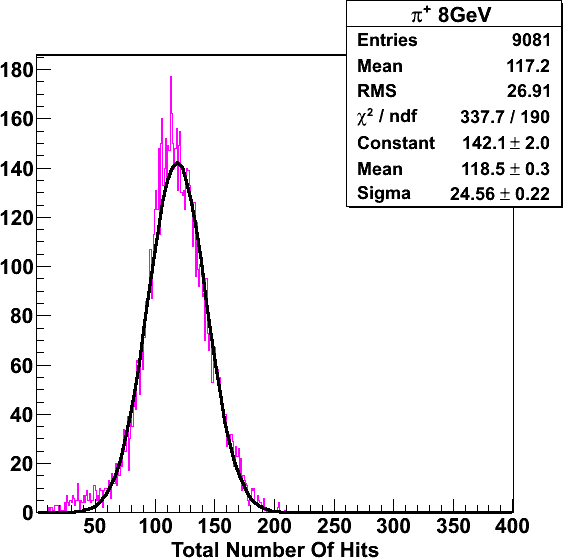 π⁺ 8GeV
Entries 9081
Mean 117.2
RMS 26.91
χ² / ndf 337.7 / 190
Constant 142.1 ± 2.0
Mean 118.5 ± 0.3
Sigma 24.56 ± 0.22
180
160
140
120
100
80
60
40
20
0
50 100 150 200 250 300 350 400
Total Number Of Hits